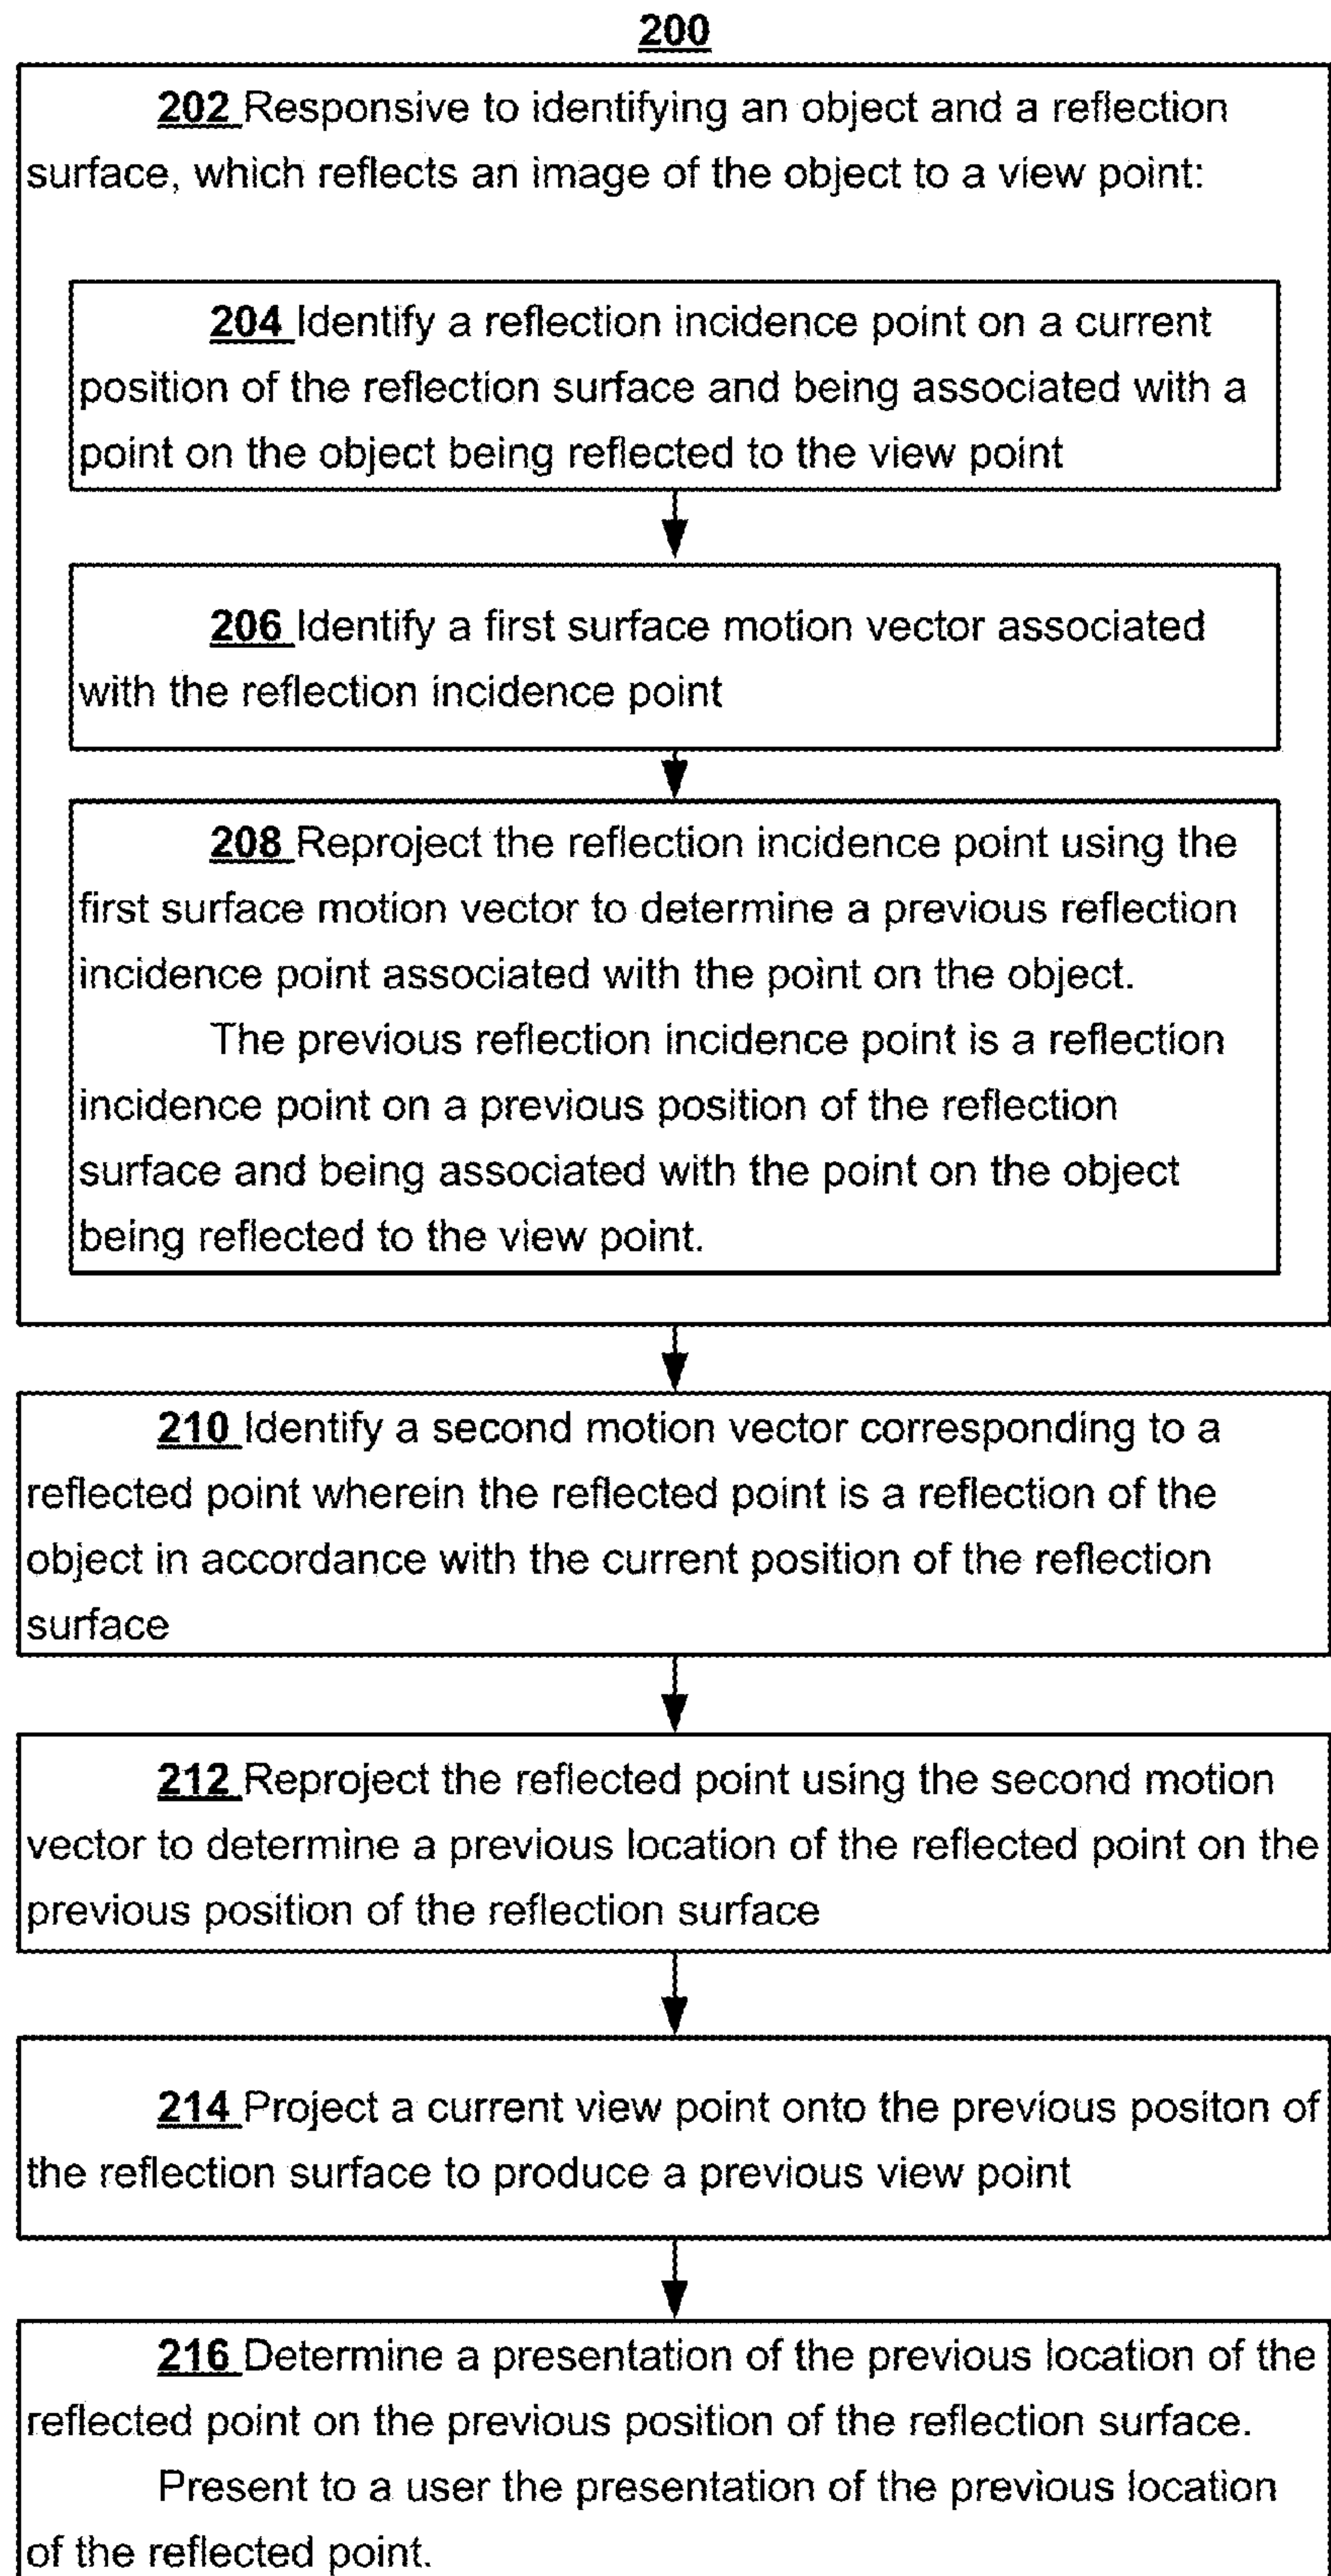 200
202 Responsive to identifying an object and a reflection
surface, which reflects an image of the object to a view point:
204 Identify a reflection incidence point on a current
position of the reflection surface and being associated with a
point on the object being reflected to the view point
206 Identify a first surface motion vector associated
with the reflection incidence point
208 Reproject the reflection incidence point using the
first surface motion vector to determine a previous reflection
incidence point associated with the point on the object.
The previous reflection incidence point is a reflection
incidence point on a previous position of the reflection
surface and being associated with the point on the object
being reflected to the view point.
210 Identify a second motion vector corresponding to a
reflected point wherein the reflected point is a reflection of the
object in accordance with the current position of the reflection
surface
212 Reproject the reflected point using the second motion
vector to determine a previous location of the reflected point on the
previous position of the reflection surface
214 Project a current view point onto the previous positon of
the reflection surface to produce a previous view point
216 Determine a presentation of the previous location of the
reflected point on the previous position of the reflection surface.
Present to a user the presentation of the previous location
of the reflected point.